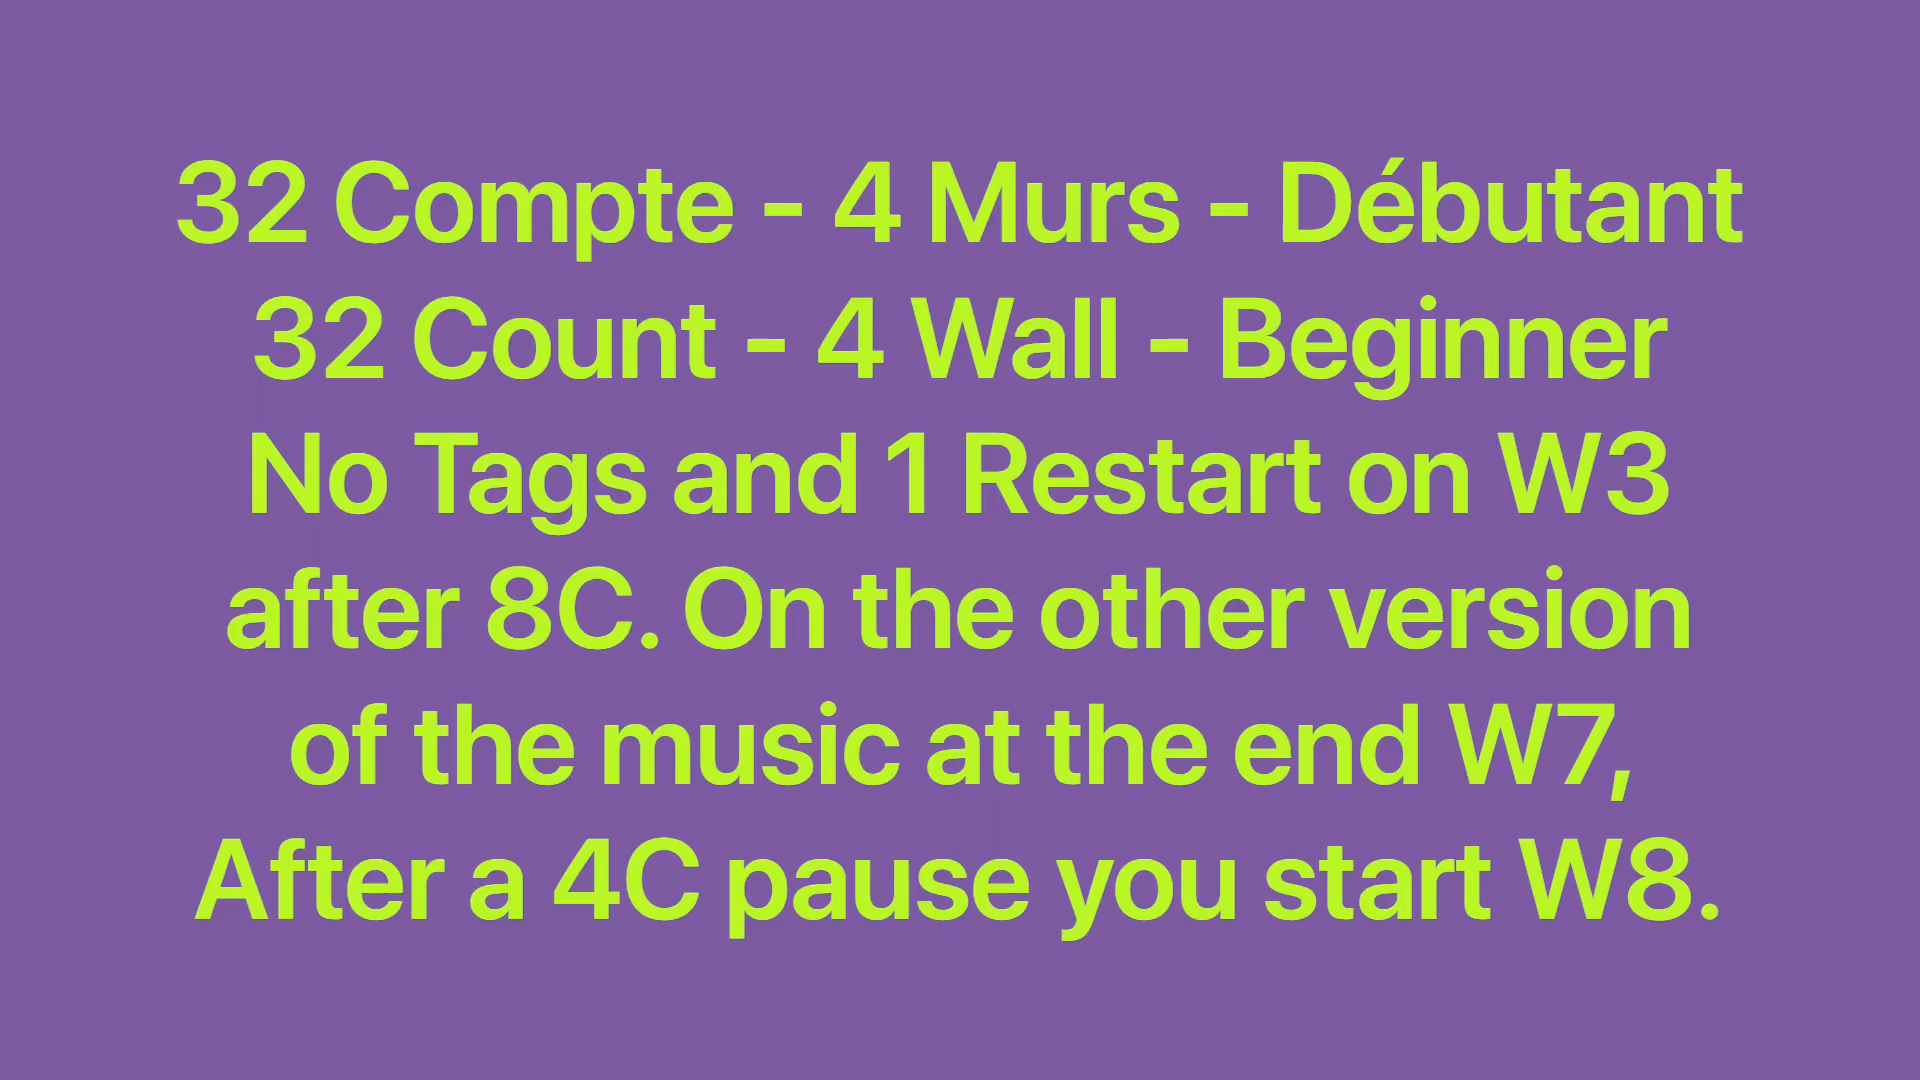 32 Compte - 4 Murs - Débutant
32 Count - 4 Wall - Beginner
No Tags and 1 Restart on W3
after 8C. On the other version
of the music at the end W7,
After a 4C pause you start W8.